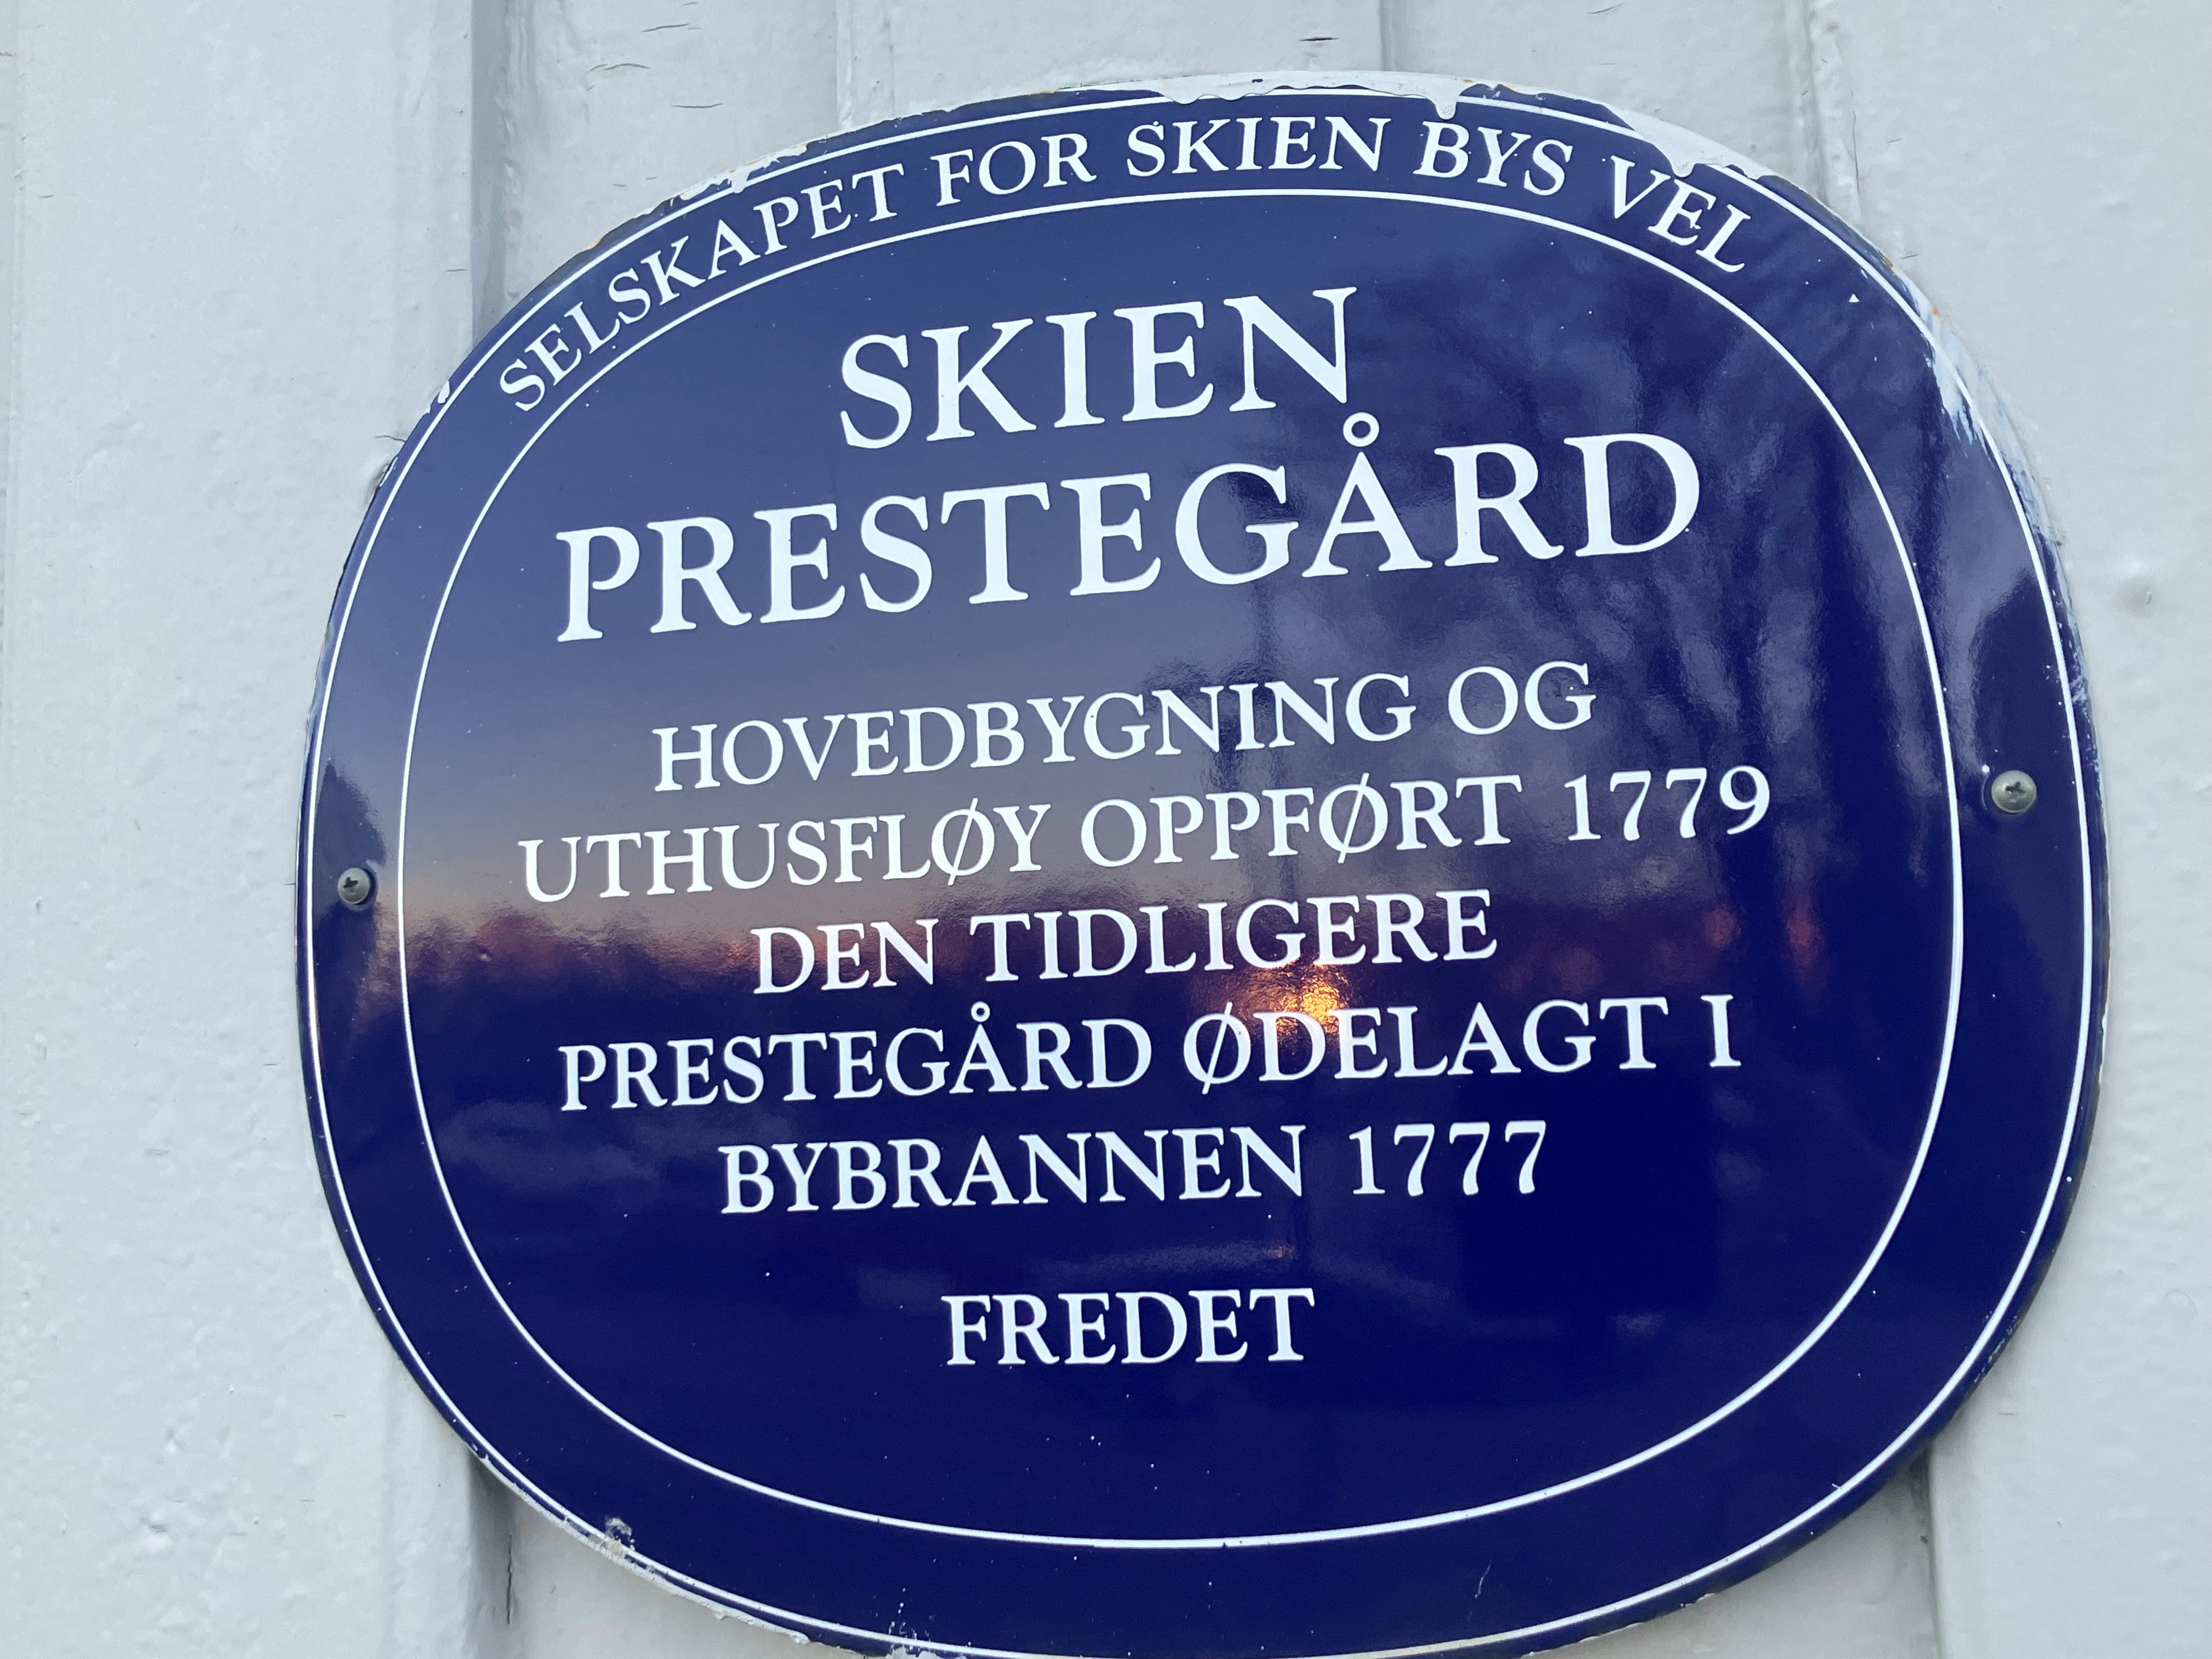 SELSKAPET FOR SKIEN BYS VEL
SKIEN
PRESTEGÅRD
HOVEDBYGNING OG
UTHUSFLØY OPPFØRT 1779
DEN TIDLIGERE
PRESTEGÅRD ØDELAGT I
BYBRANNEN 1777
FREDET